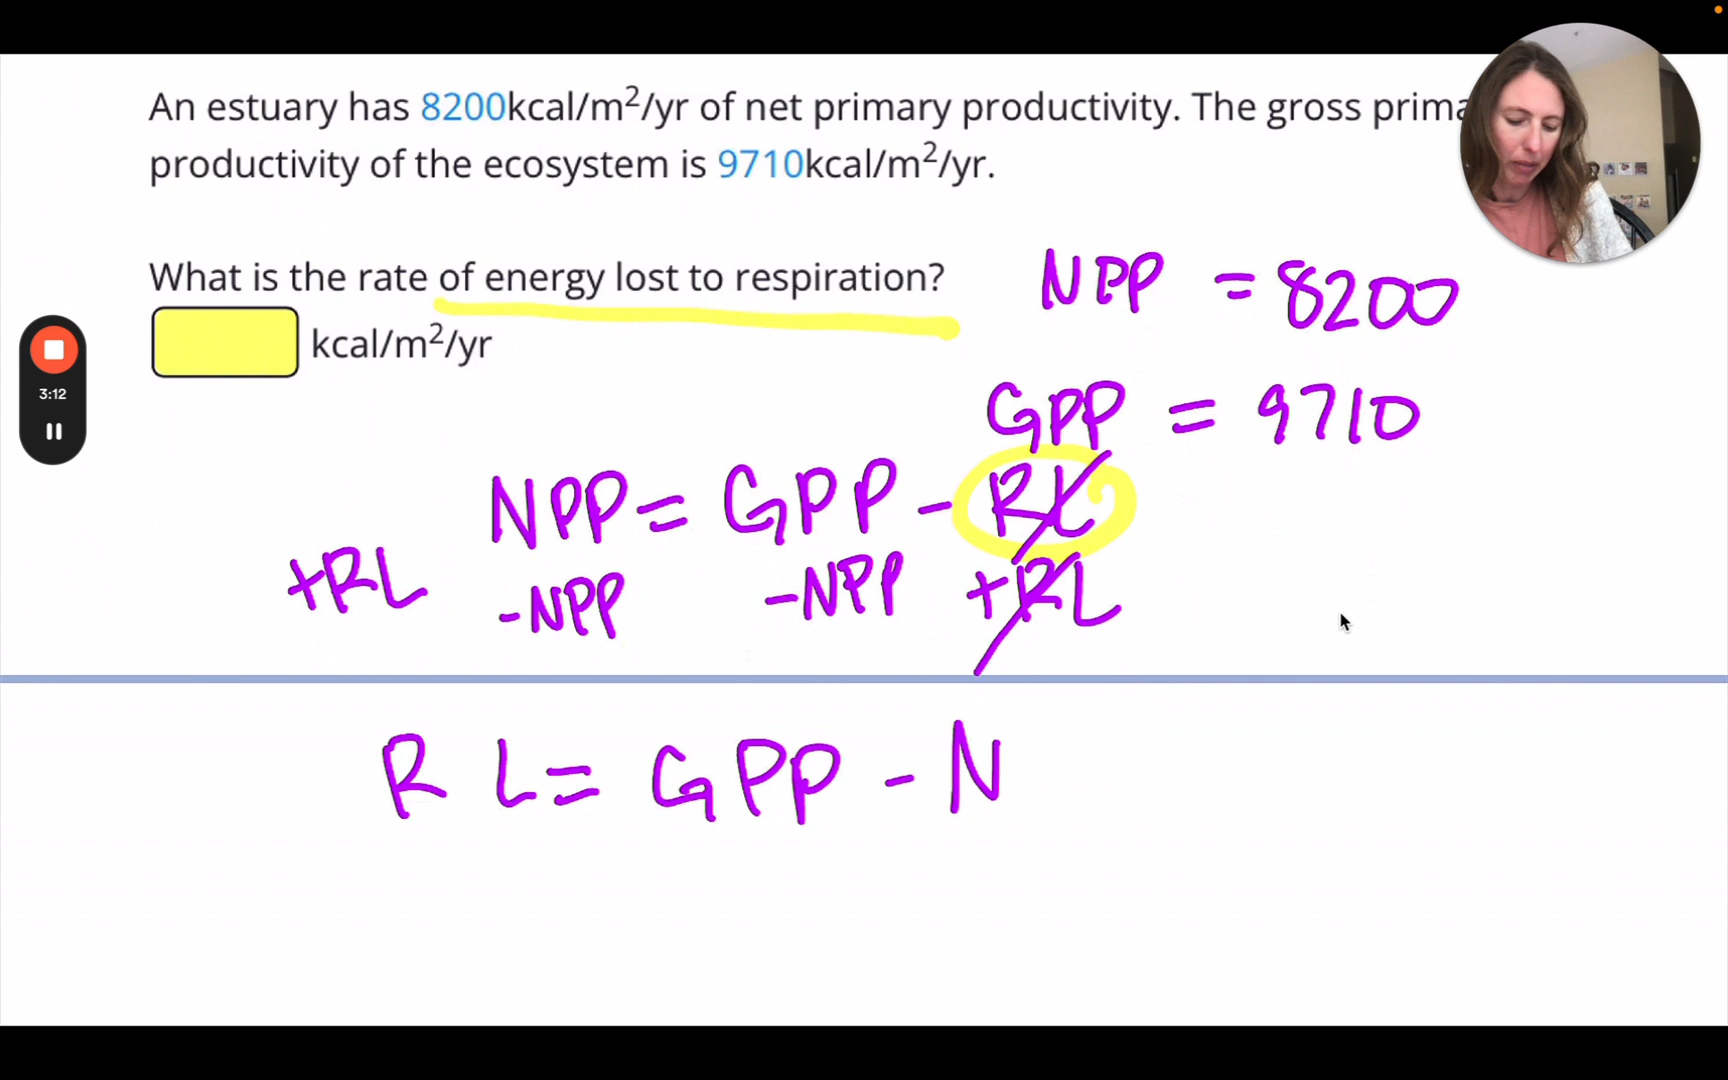 An estuary has 8200kcal/m²/yr of net primary productivity. The gross prima
productivity of the ecosystem is 9710kcal/m²/yr.
What is the rate of energy lost to respiration?
kcal/m²/yr
3:12
NPP = 8200
GPP = 9710
NPP = GPP - RL
+RL -NPP -NPP +RL
RL = GPP - N